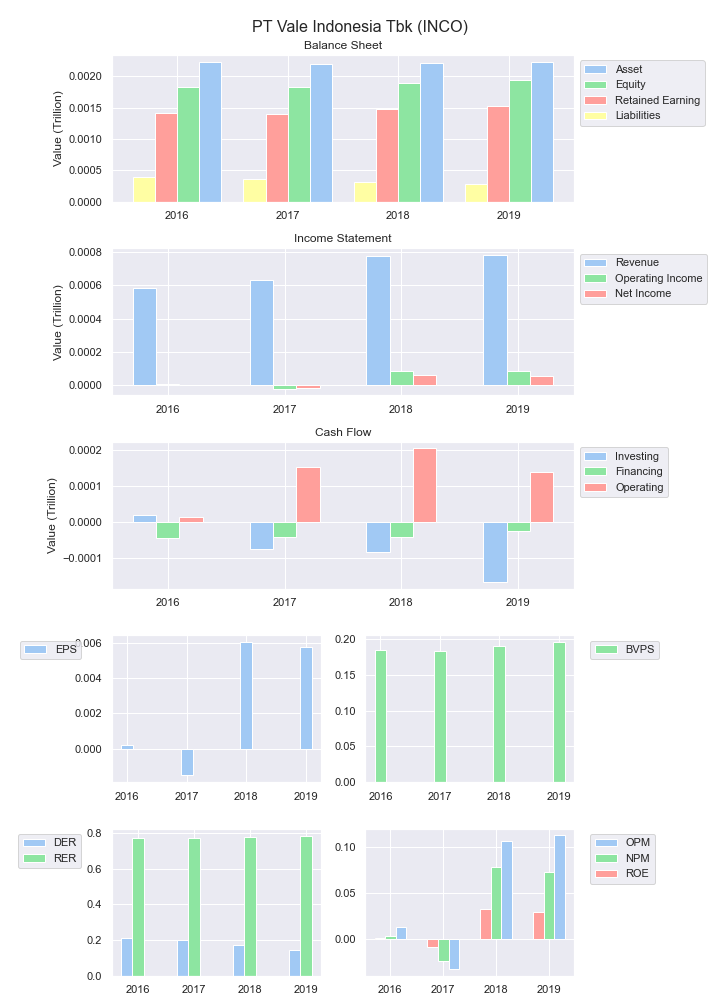 PT Vale Indonesia Tbk (INCO)
Balance Sheet
Value (Trillion)
0.0020
0.0015
0.0010
0.0005
0.0000
2016 2017 2018 2019
Asset
Equity
Retained Earning
Liabilities
Income Statement
Value (Trillion)
0.0008
0.0006
0.0004
0.0002
0.0000
2016 2017 2018 2019
Revenue
Operating Income
Net Income
Cash Flow
Value (Trillion)
0.0002
0.0001
0.0000
−0.0001
2016 2017 2018 2019
Investing
Financing
Operating
EPS
0.006
0.004
0.002
0.000
2016 2017 2018 2019
0.20
0.15
0.10
0.05
0.00
2016 2017 2018 2019
BVPS
DER
RER
0.8
0.6
0.4
0.2
0.0
2016 2017 2018 2019
0.10
0.05
0.00
2016 2017 2018 2019
OPM
NPM
ROE